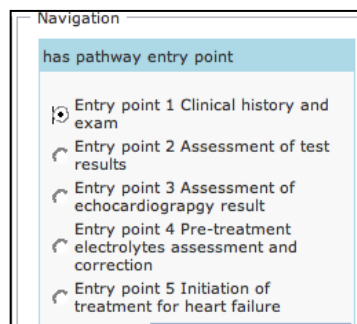 Navigation
has pathway entry point
Entry point 1 Clinical history and
exam
Entry point 2 Assessment of test
results
Entry point 3 Assessment of
echocardiograpgy result
Entry point 4 Pre-treatment
electrolytes assessment and
correction
Entry point 5 Initiation of
treatment for heart failure